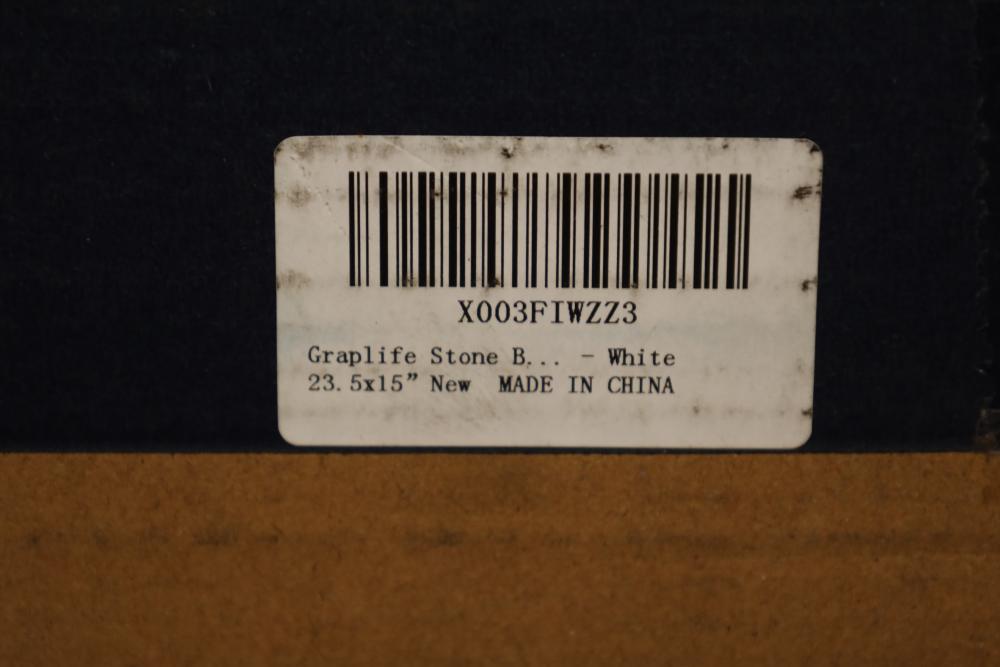 X003FIWZZ3
Graplife Stone B... - White
23.5x15” New MADE IN CHINA